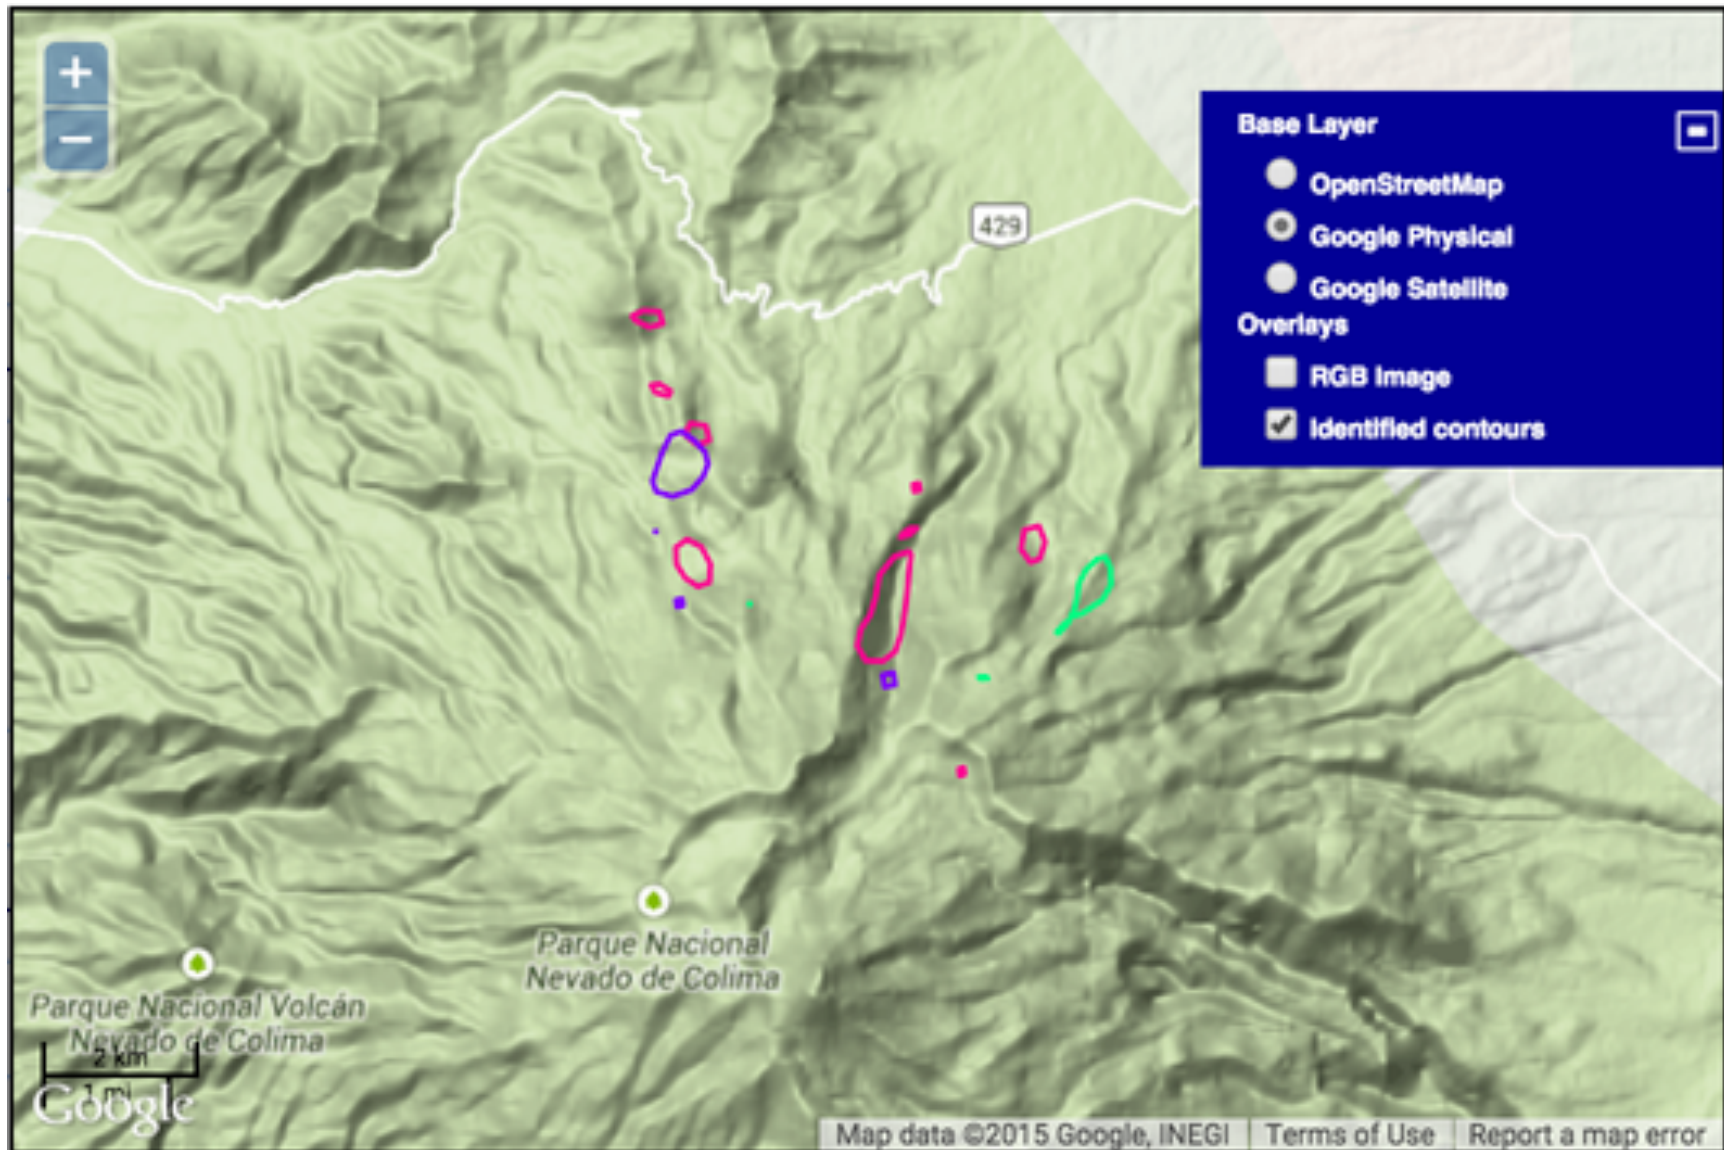 +
−
Base Layer
OpenStreetMap
429
Google Physical
Google Satellite
Overlays
RGB Image
Identified contours
Parque Nacional
Nevado de Colima
Parque Nacional Volcán
Nevado de Colima
2 km
1 mi
Google
Map data ©2015 Google, INEGI
Terms of Use
Report a map error